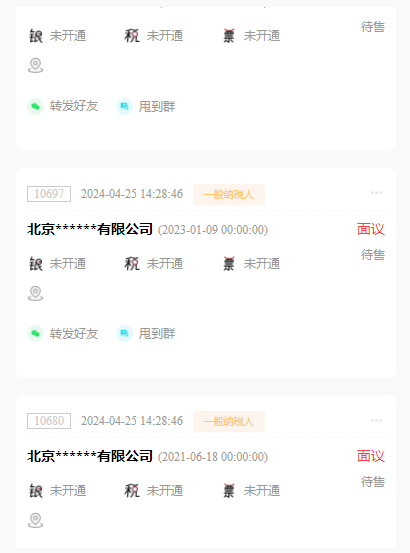 银 未开通 税 未开通 票 未开通 待售
转发好友 甩到群
10697 2024-04-25 14:28:46 一般纳税人 ...
北京******有限公司 (2023-01-09 00:00:00) 面议
银 未开通 税 未开通 票 未开通 待售
转发好友 甩到群
10680 2024-04-25 14:28:46 一般纳税人 ...
北京******有限公司 (2021-06-18 00:00:00) 面议
银 未开通 税 未开通 票 未开通 待售